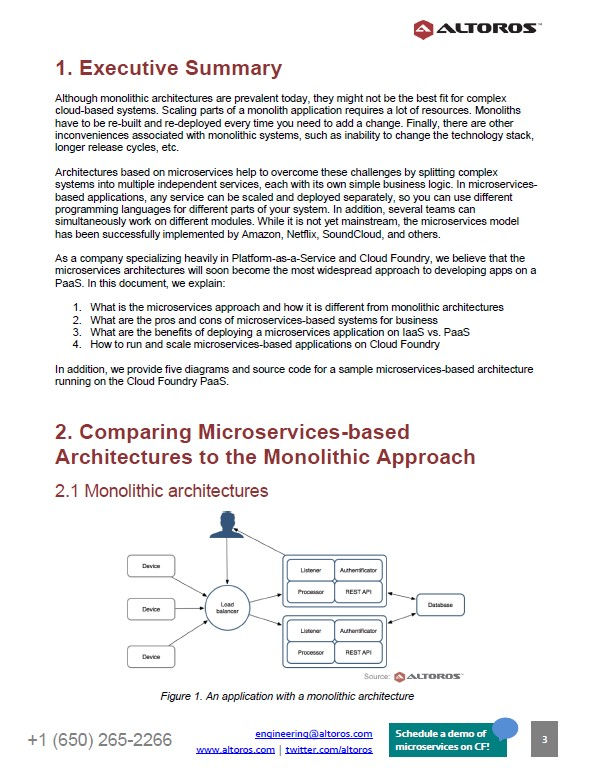 ALTOROS™
1. Executive Summary
Although monolithic architectures are prevalent today, they might not be the best fit for complex
cloud-based systems. Scaling parts of a monolith application requires a lot of resources. Monoliths
have to be re-built and re-deployed every time you need to add a change. Finally, there are other
inconveniences associated with monolithic systems, such as inability to change the technology stack,
longer release cycles, etc.
Architectures based on microservices help to overcome these challenges by splitting complex
systems into multiple independent services, each with its own simple business logic. In microservices-
based applications, any service can be scaled and deployed separately, so you can use different
programming languages for different parts of your system. In addition, several teams can
simultaneously work on different modules. While it is not yet mainstream, the microservices model
has been successfully implemented by Amazon, Netflix, SoundCloud, and others.
As a company specializing heavily in Platform-as-a-Service and Cloud Foundry, we believe that the
microservices architectures will soon become the most widespread approach to developing apps on a
PaaS. In this document, we explain:
1. What is the microservices approach and how it is different from monolithic architectures
2. What are the pros and cons of microservices-based systems for business
3. What are the benefits of deploying a microservices application on IaaS vs. PaaS
4. How to run and scale microservices-based applications on Cloud Foundry
In addition, we provide five diagrams and source code for a sample microservices-based architecture
running on the Cloud Foundry PaaS.
2. Comparing Microservices-based
Architectures to the Monolithic Approach
2.1 Monolithic architectures
Device
Device
Device
Load
balancer
Listener
Authentificator
Processor
REST API
Listener
Authentificator
Processor
REST API
Database
Source: ALTOROS™
Figure 1. An application with a monolithic architecture
+1 (650) 265-2266
engineering@altoros.com
www.altoros.com | twitter.com/altoros
Schedule a demo of
microservices on CF!
3